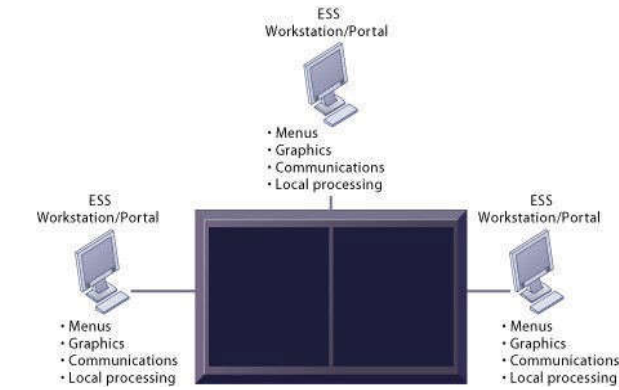 ESS
Workstation/Portal
• Menus
• Graphics
• Communications
• Local processing
ESS
Workstation/Portal
• Menus
• Graphics
• Communications
• Local processing
ESS
Workstation/Portal
• Menus
• Graphics
• Communications
• Local processing